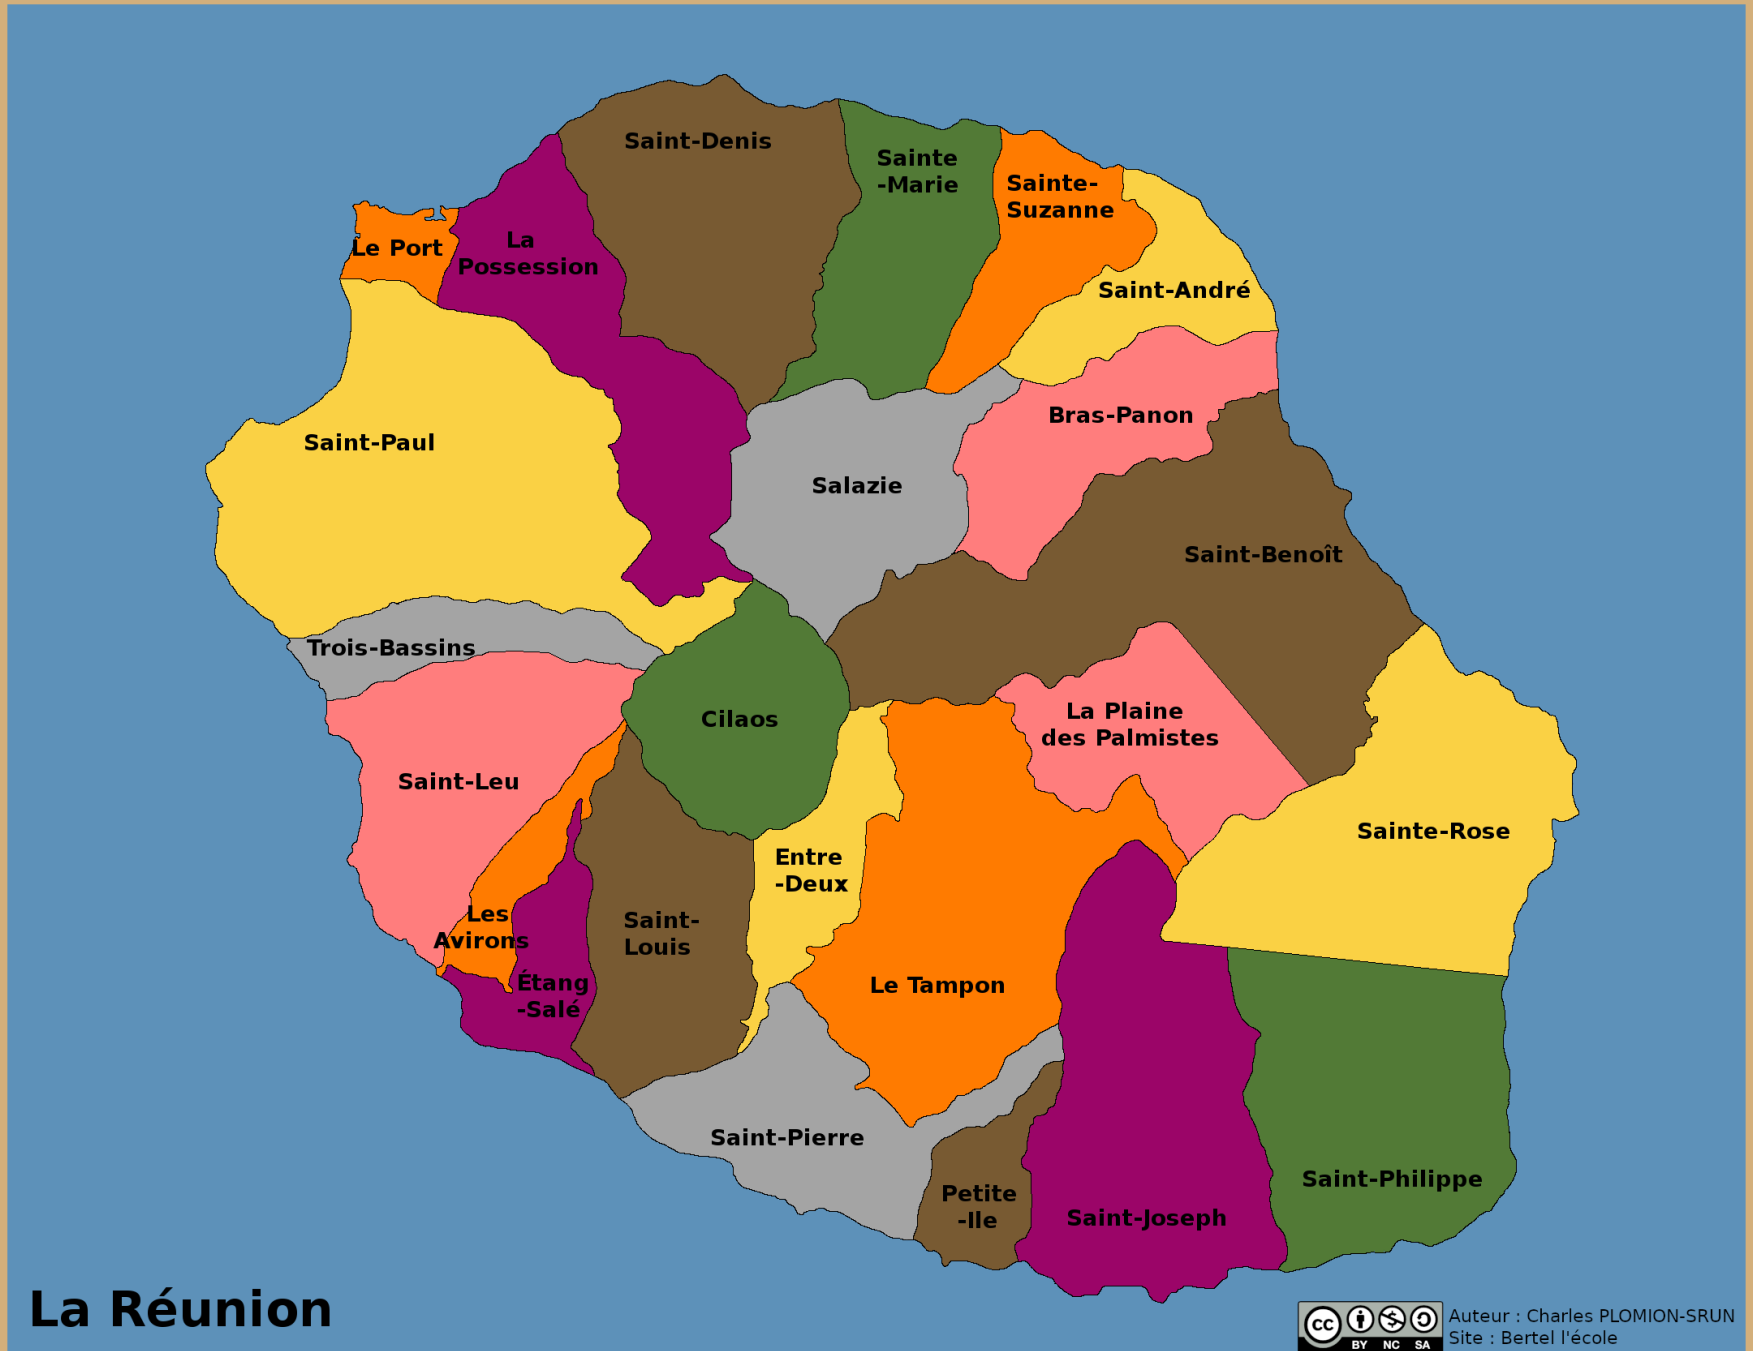 Saint-Denis
Sainte
-Marie
Sainte-
Suzanne
La
Possession
Le Port
Saint-André
Saint-Paul
Bras-Panon
Salazie
Saint-Benoît
Trois-Bassins
Cilaos
La Plaine
des Palmistes
Saint-Leu
Sainte-Rose
Entre
-Deux
Les
Avirons
Saint-
Louis
Étang
-Salé
Le Tampon
Saint-Pierre
Petite
-Ile
Saint-Joseph
Saint-Philippe
La Réunion
cc
BY NC SA
Auteur : Charles PLOMION-SRUN
Site : Bertel l'école